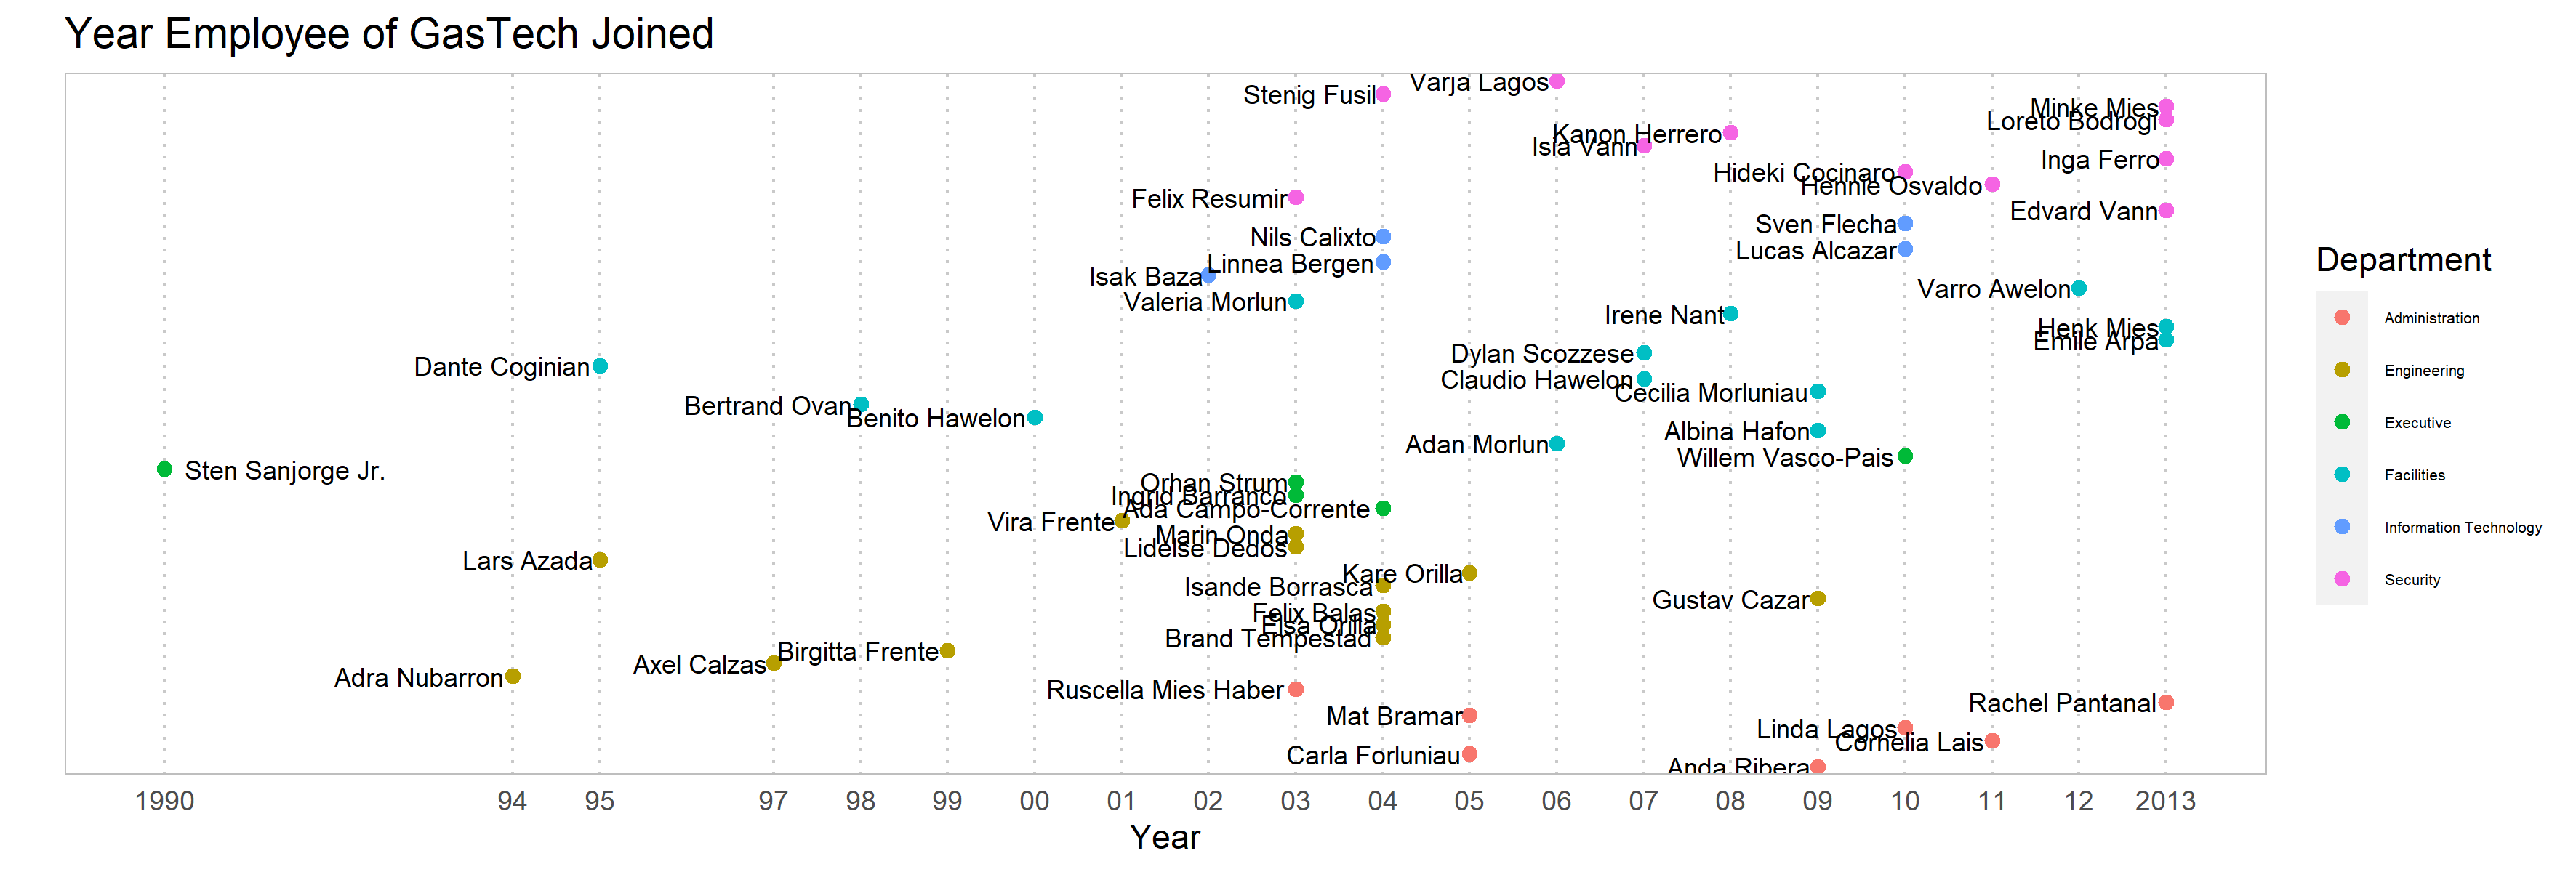 Year Employee of GasTech Joined
Varja Lagos
Stenig Fusil
Minke Mies
Loreto Bodrogi
Kanon Herrero
Isia Vann
Inga Ferro
Hideki Cocinaro
Hennie Osvaldo
Felix Resumir
Edvard Vann
Sven Flecha
Nils Calixto
Lucas Alcazar
Linnea Bergen
Isak Baza
Varro Awelon
Valeria Morlun
Irene Nant
Henk Mies
Emile Arpa
Dylan Scozzese
Dante Coginian
Claudio Hawelon
Cecilia Morluniau
Bertrand Ovan
Benito Hawelon
Albina Hafon
Adan Morlun
Willem Vasco-Pais
Sten Sanjorge Jr.
Orhan Strum
Ingrid Barranco
Ada Campo-Corrente
Vira Frente
Marin Onda
Lidelse Dedos
Lars Azada
Kare Orilla
Isande Borrasca
Gustav Cazar
Felix Balas
Elsa Orilla
Brand Tempestad
Birgitta Frente
Axel Calzas
Adra Nubarron
Ruscella Mies Haber
Rachel Pantanal
Mat Bramar
Linda Lagos
Cornelia Lais
Carla Forluniau
Anda Ribera
1990 94 95 97 98 99 00 01 02 03 04 05 06 07 08 09 10 11 12 2013
Year
Department
Administration
Engineering
Executive
Facilities
Information Technology
Security